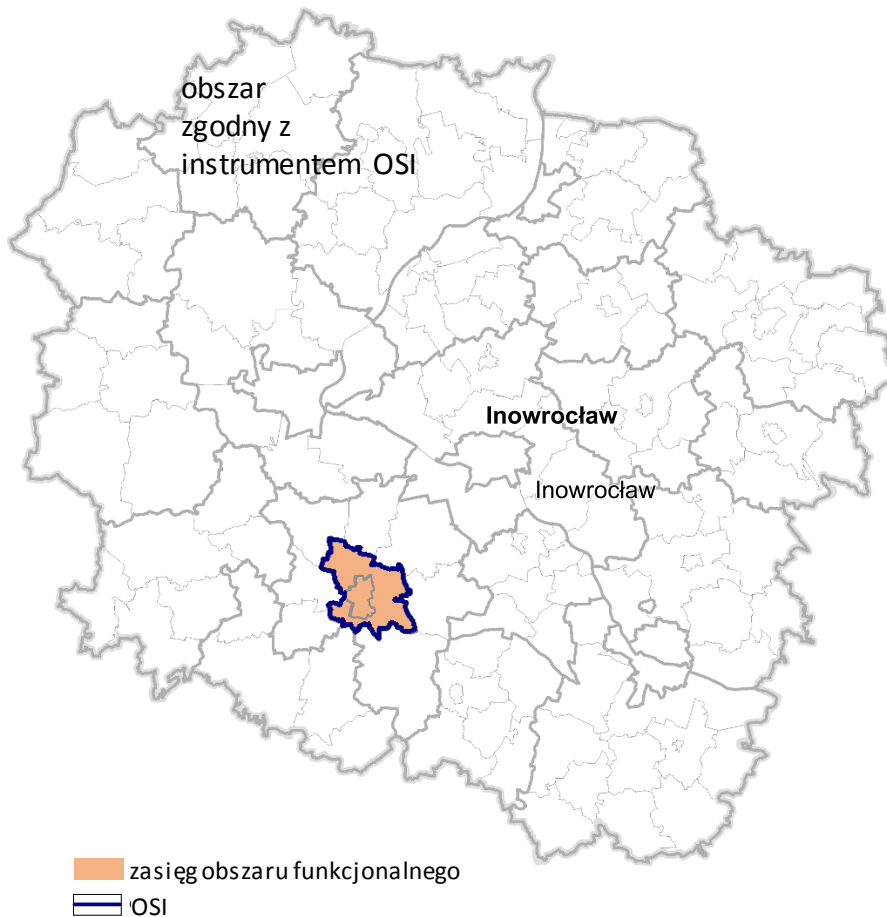 obszar
zgodny z
instrumentem OSI
Inowrocław
Inowrocław
zasięg obszaru funkcjonalnego
OSI